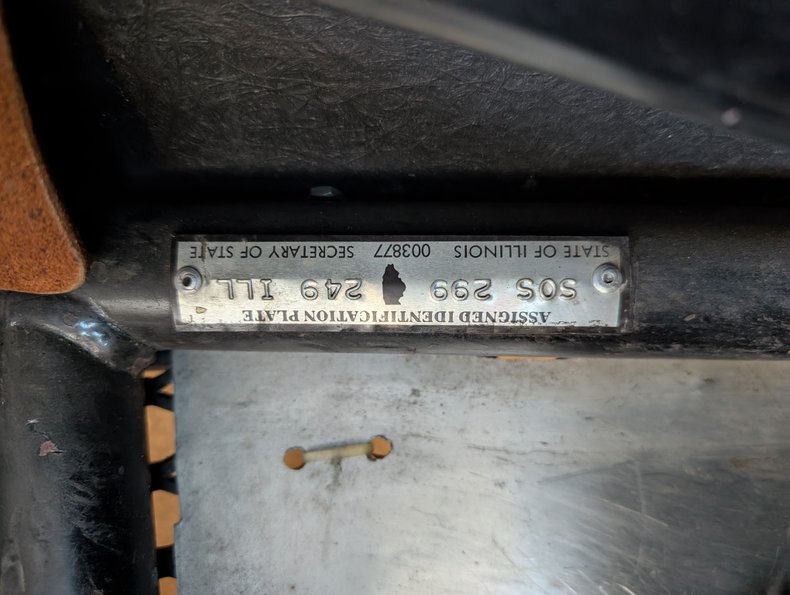 ASSIGNED IDENTIFICATION PLATE
SOS 299 249 ILL
STATE OF ILLINOIS 003877 SECRETARY OF STATE